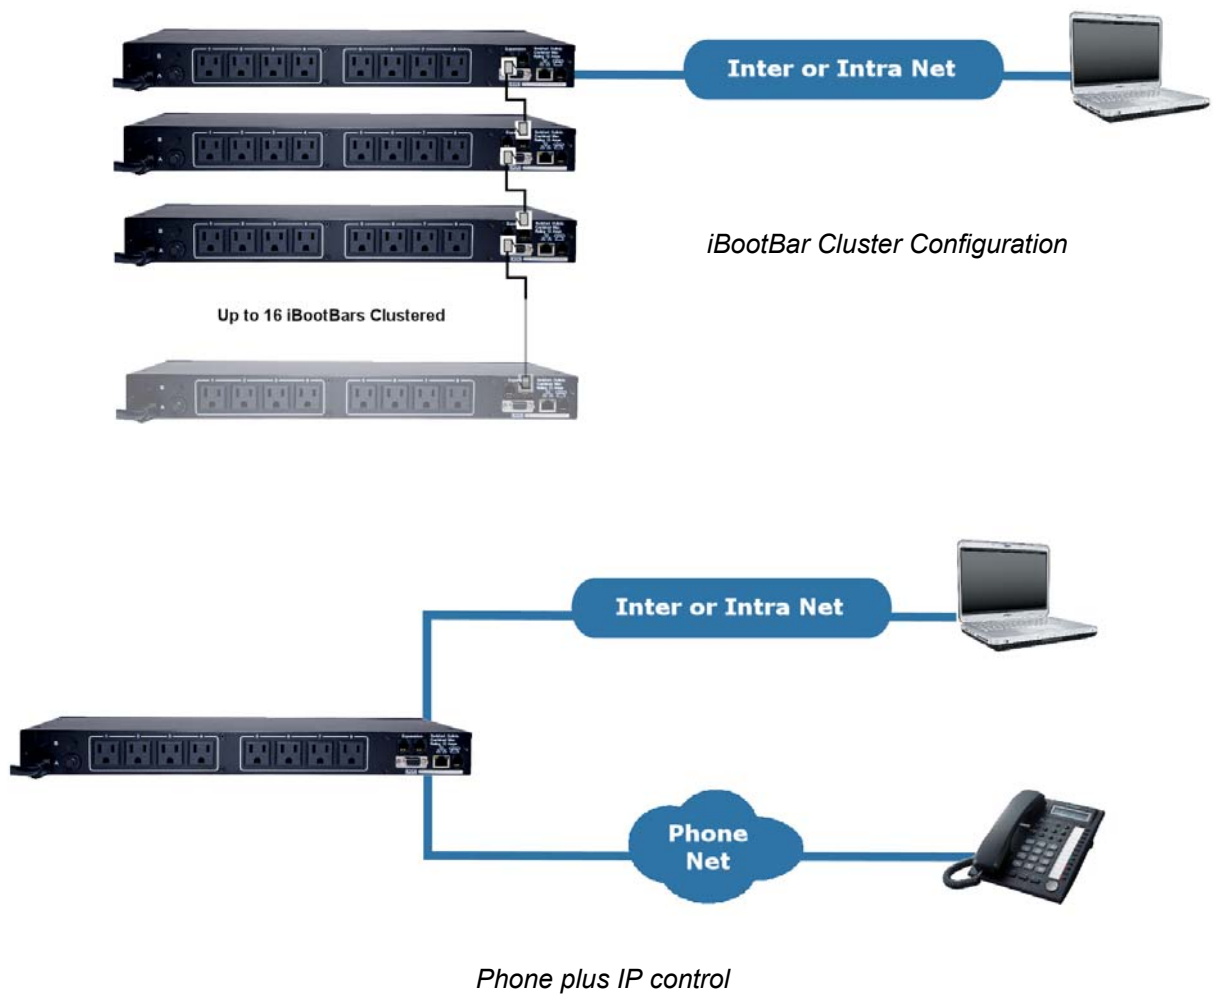 Inter or Intra Net
iBootBar Cluster Configuration
Up to 16 iBootBars Clustered
Inter or Intra Net
Phone
Net
Phone plus IP control